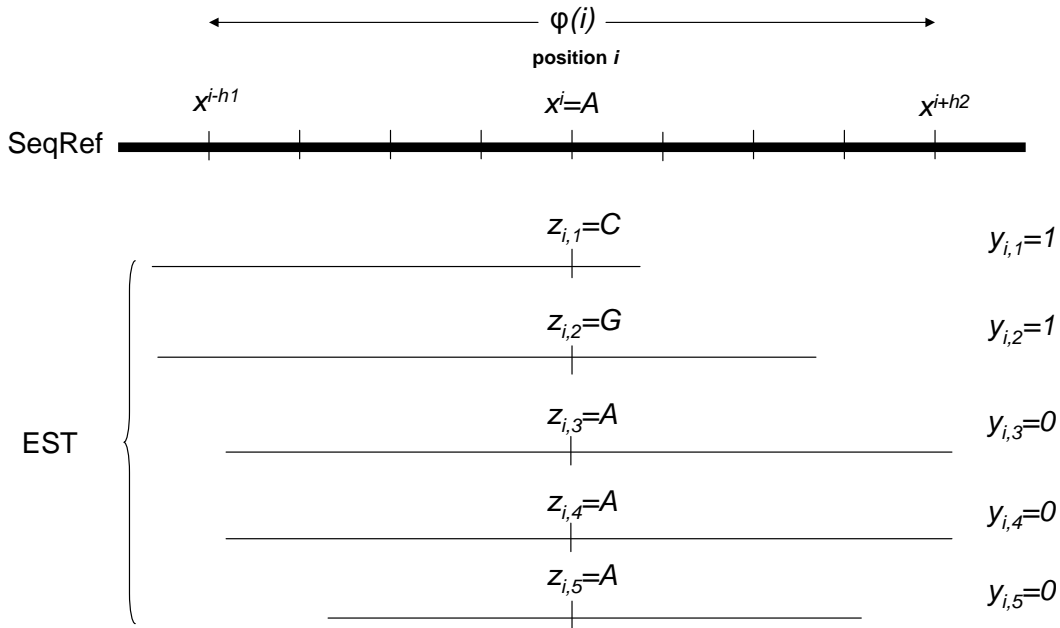 φ(i)
position i
x^{i-h1} x^i=A x^{i+h2}
SeqRef
z_{i,1}=C y_{i,1}=1
z_{i,2}=G y_{i,2}=1
z_{i,3}=A y_{i,3}=0
EST
z_{i,4}=A y_{i,4}=0
z_{i,5}=A y_{i,5}=0